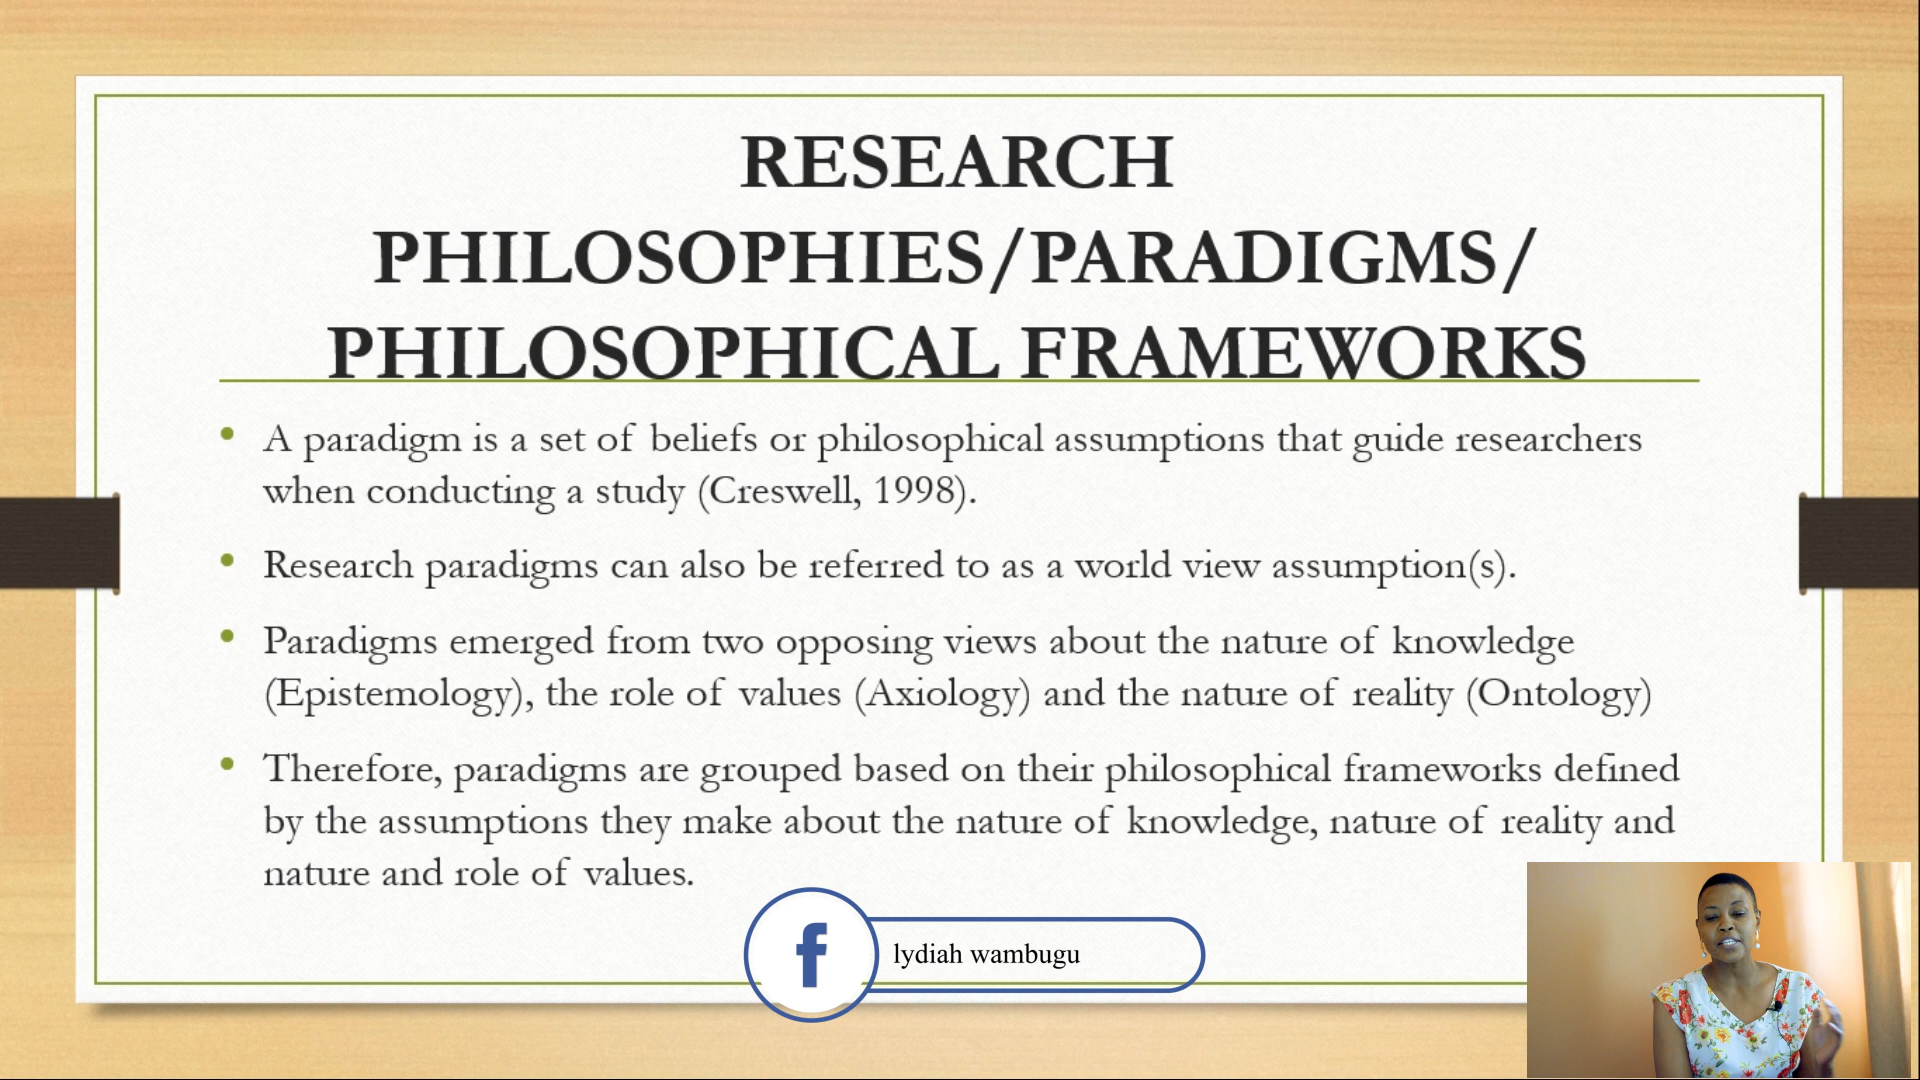 RESEARCH
PHILOSOPHIES/PARADIGMS/
PHILOSOPHICAL FRAMEWORKS
• A paradigm is a set of beliefs or philosophical assumptions that guide researchers
when conducting a study (Creswell, 1998).
• Research paradigms can also be referred to as a world view assumption(s).
• Paradigms emerged from two opposing views about the nature of knowledge
(Epistemology), the role of values (Axiology) and the nature of reality (Ontology)
• Therefore, paradigms are grouped based on their philosophical frameworks defined
by the assumptions they make about the nature of knowledge, nature of reality and
nature and role of values.
f lydiah wambugu